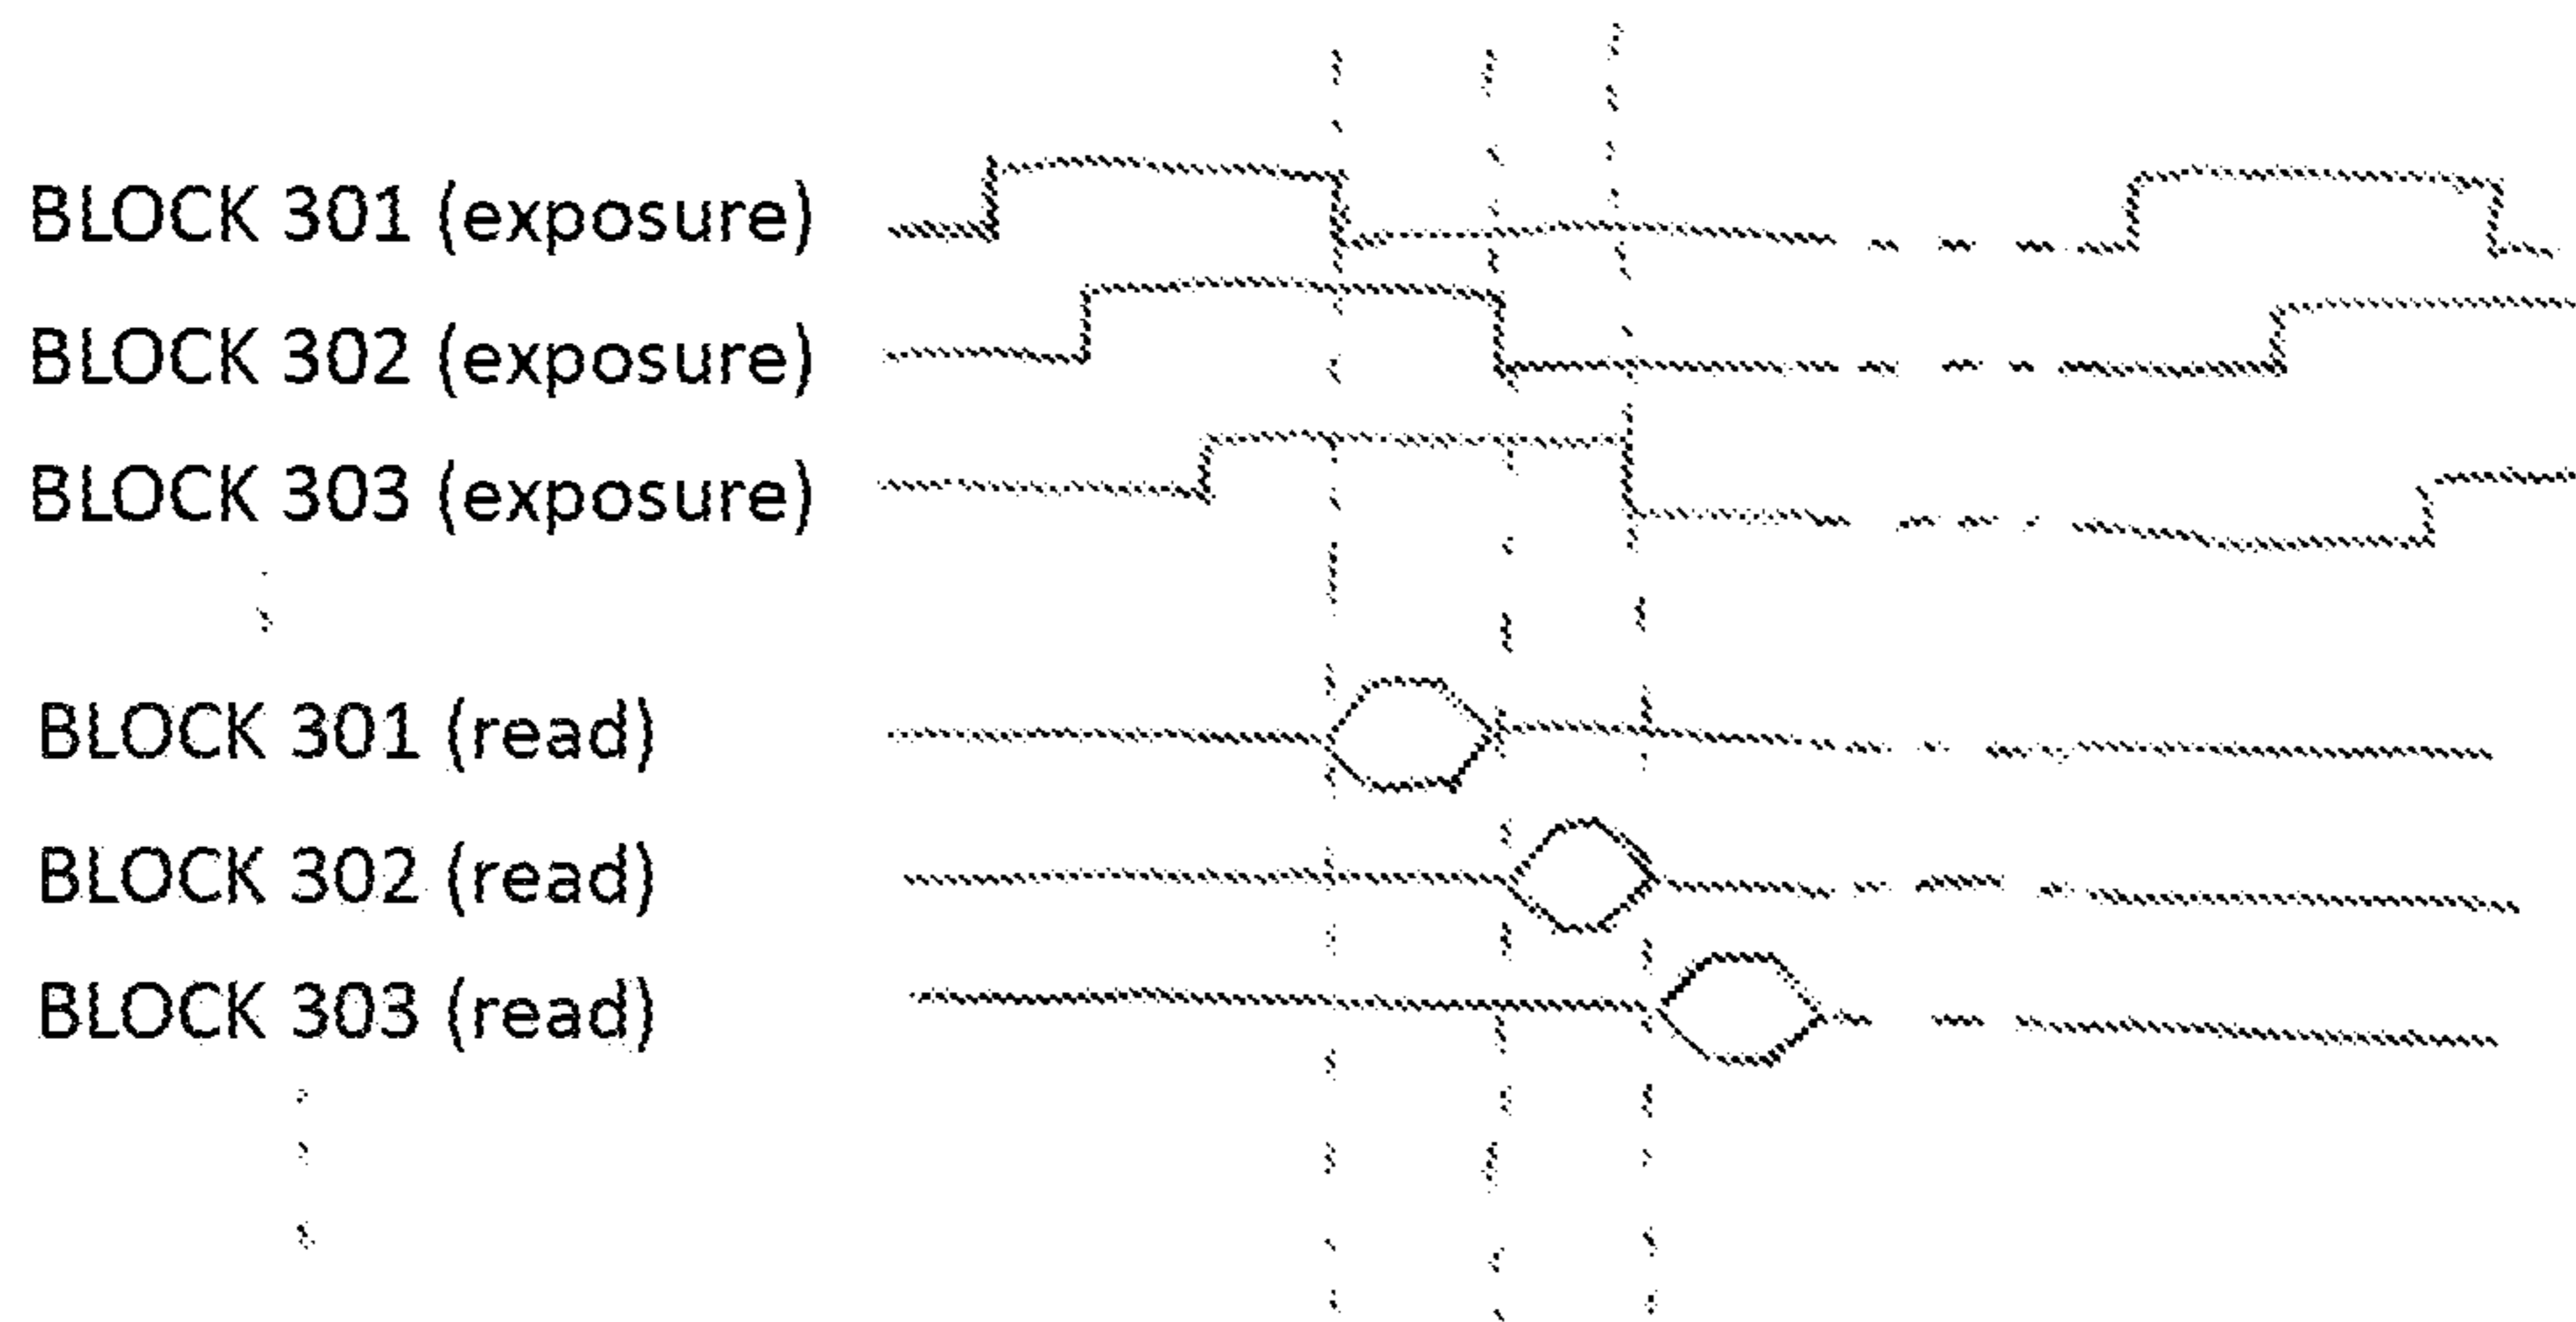 BLOCK 301 (exposure)
BLOCK 302 (exposure)
BLOCK 303 (exposure)
BLOCK 301 (read)
BLOCK 302 (read)
BLOCK 303 (read)